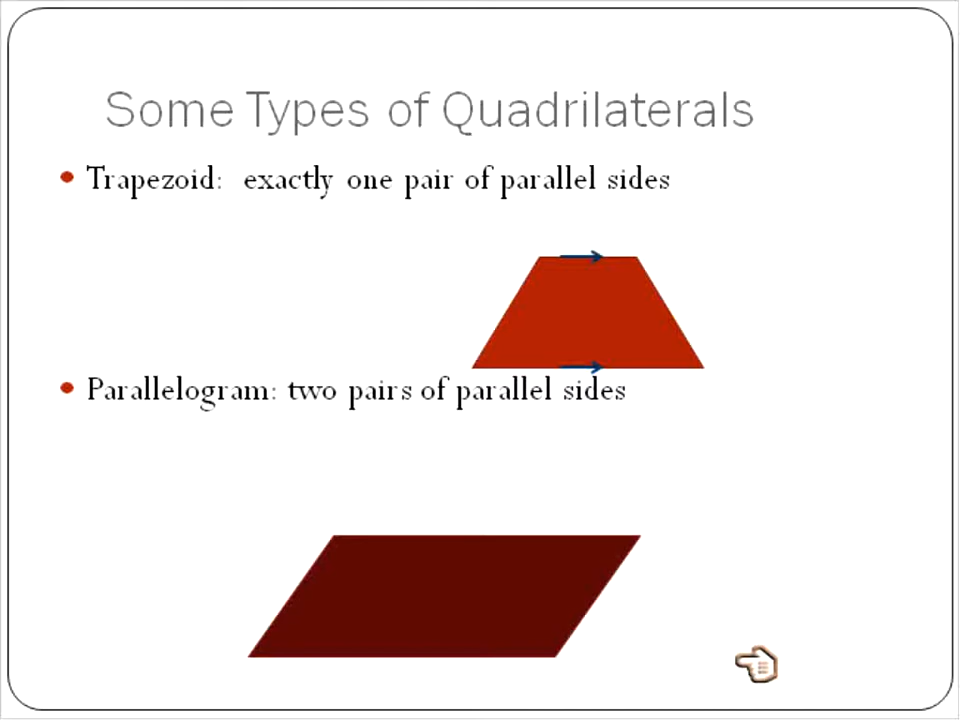 Some Types of Quadrilaterals
Trapezoid: exactly one pair of parallel sides
Parallelogram: two pairs of parallel sides